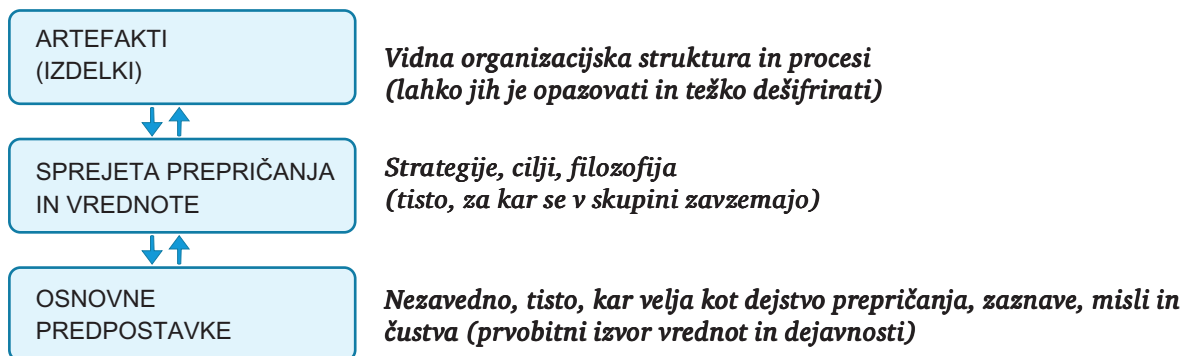 ARTEFAKTI
(IZDELKI)
Vidna organizacijska struktura in procesi
(lahko jih je opazovati in težko dešifrirati)
SPREJETA PREPRIČANJA
IN VREDNOTE
Strategije, cilji, filozofija
(tisto, za kar se v skupini zavzemajo)
OSNOVNE
PREDPOSTAVKE
Nezavedno, tisto, kar velja kot dejstvo prepričanja, zaznave, misli in
čustva (prvobitni izvor vrednot in dejavnosti)